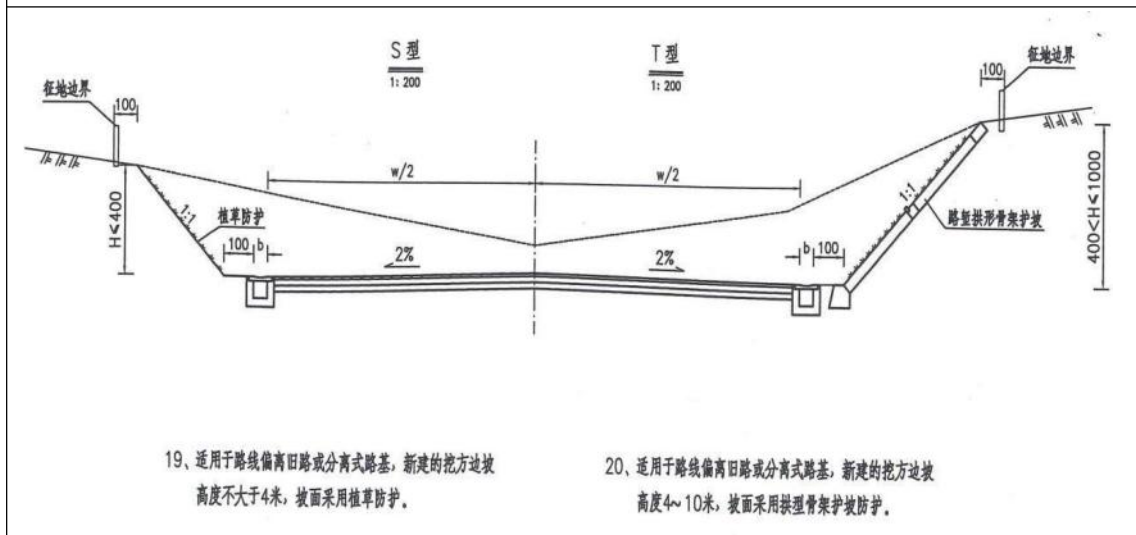 S型
1:200
T型
1:200
征地边界
100
100
征地边界
w/2
w/2
H≤400
1:1
植草防护
100
b
2%
2%
b
100
1:1
路堑拱形骨架护坡
400<H≤1000
19、适用于路线偏离旧路或分离式路基，新建的挖方边坡
高度不大于4米，坡面采用植草防护。
20、适用于路线偏离旧路或分离式路基，新建的挖方边坡
高度4~10米，坡面采用拱型骨架护坡防护。